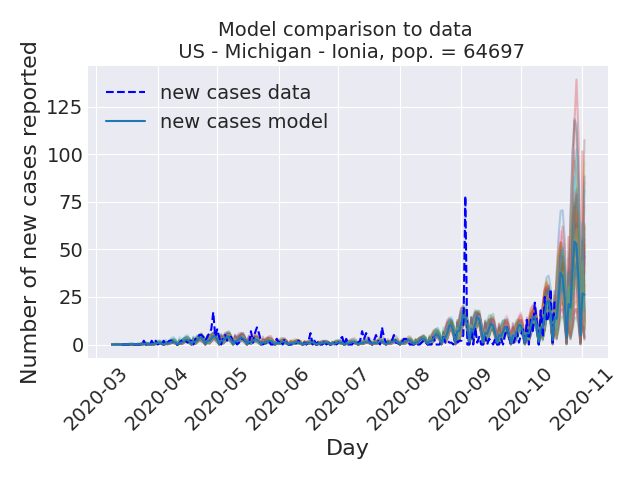 Model comparison to data
US - Michigan - Ionia, pop. = 64697
Number of new cases reported
125
100
75
50
25
0
new cases data
new cases model
2020-03
2020-04
2020-05
2020-06
2020-07
2020-08
2020-09
2020-10
2020-11
Day